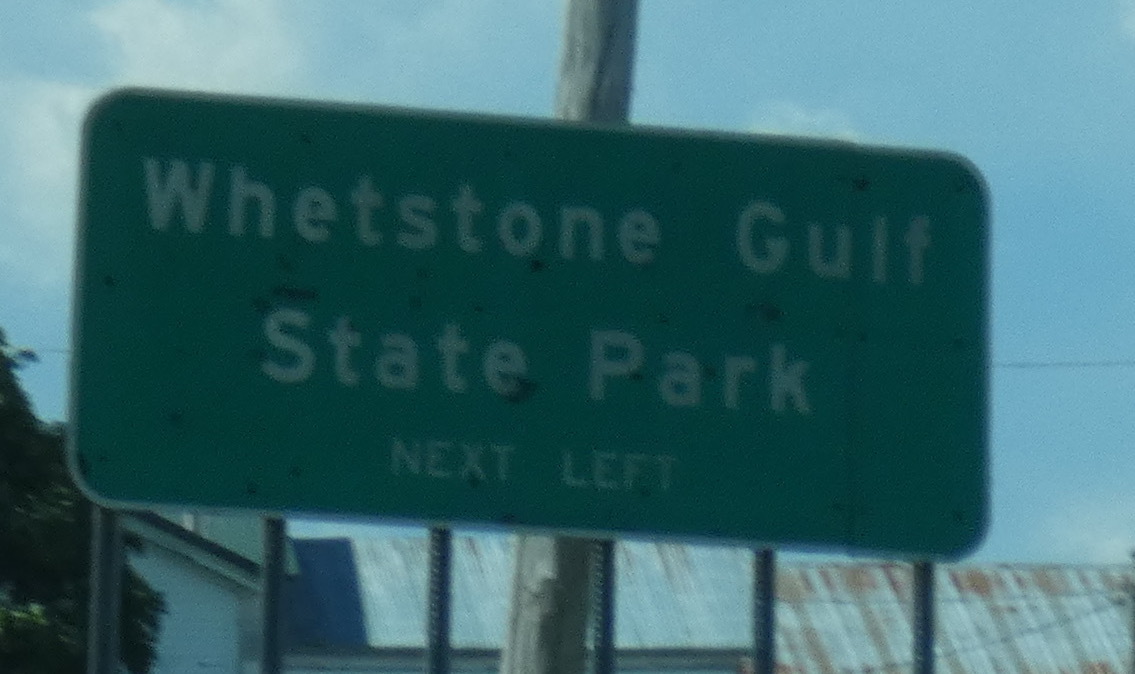 Whetstone Gulf
State Park
NEXT LEFT